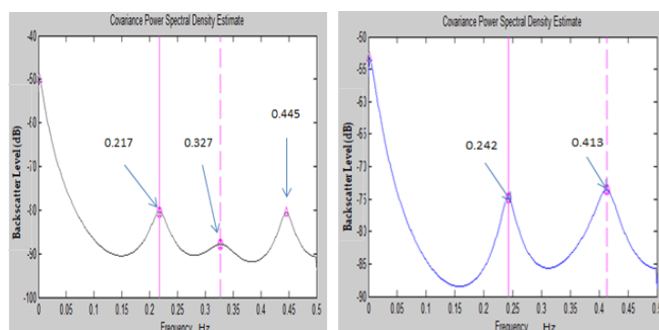 Covariance Power Spectral Density Estimate
-40
-50
-60
-70
-80
-90
-100
Backscatter Level (dB)
0.217
0.327
0.445
0 0.05 0.1 0.15 0.2 0.25 0.3 0.35 0.4 0.45 0.5
Frequency Hz
Covariance Power Spectral Density Estimate
-50
-55
-60
-65
-70
-75
-80
-85
-90
Backscatter Level (dB)
0.242
0.413
0 0.05 0.1 0.15 0.2 0.25 0.3 0.35 0.4 0.45 0.5
Frequency Hz